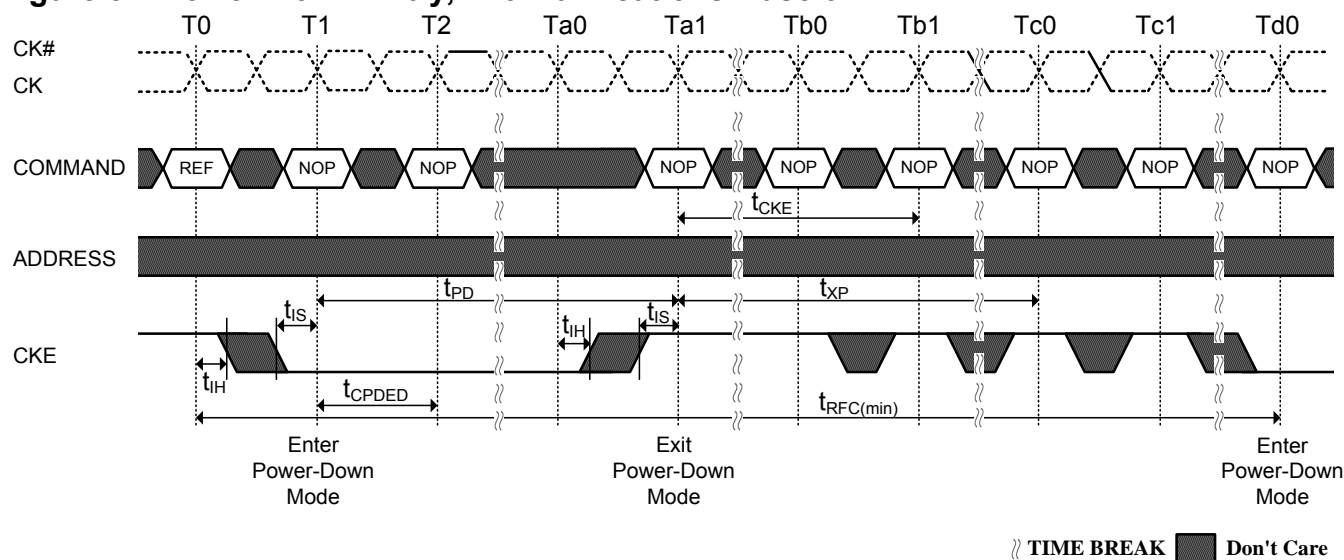 T0 T1 T2 Ta0 Ta1 Tb0 Tb1 Tc0 Tc1 Td0
CK#
CK
COMMAND REF NOP NOP NOP NOP NOP NOP NOP NOP
tCKE
ADDRESS
tPD tXP
tIS tIH tIS
CKE
tIH tCPDED tRFC(min)
Enter
Power-Down
Mode
Exit
Power-Down
Mode
Enter
Power-Down
Mode
TIME BREAK Don't Care